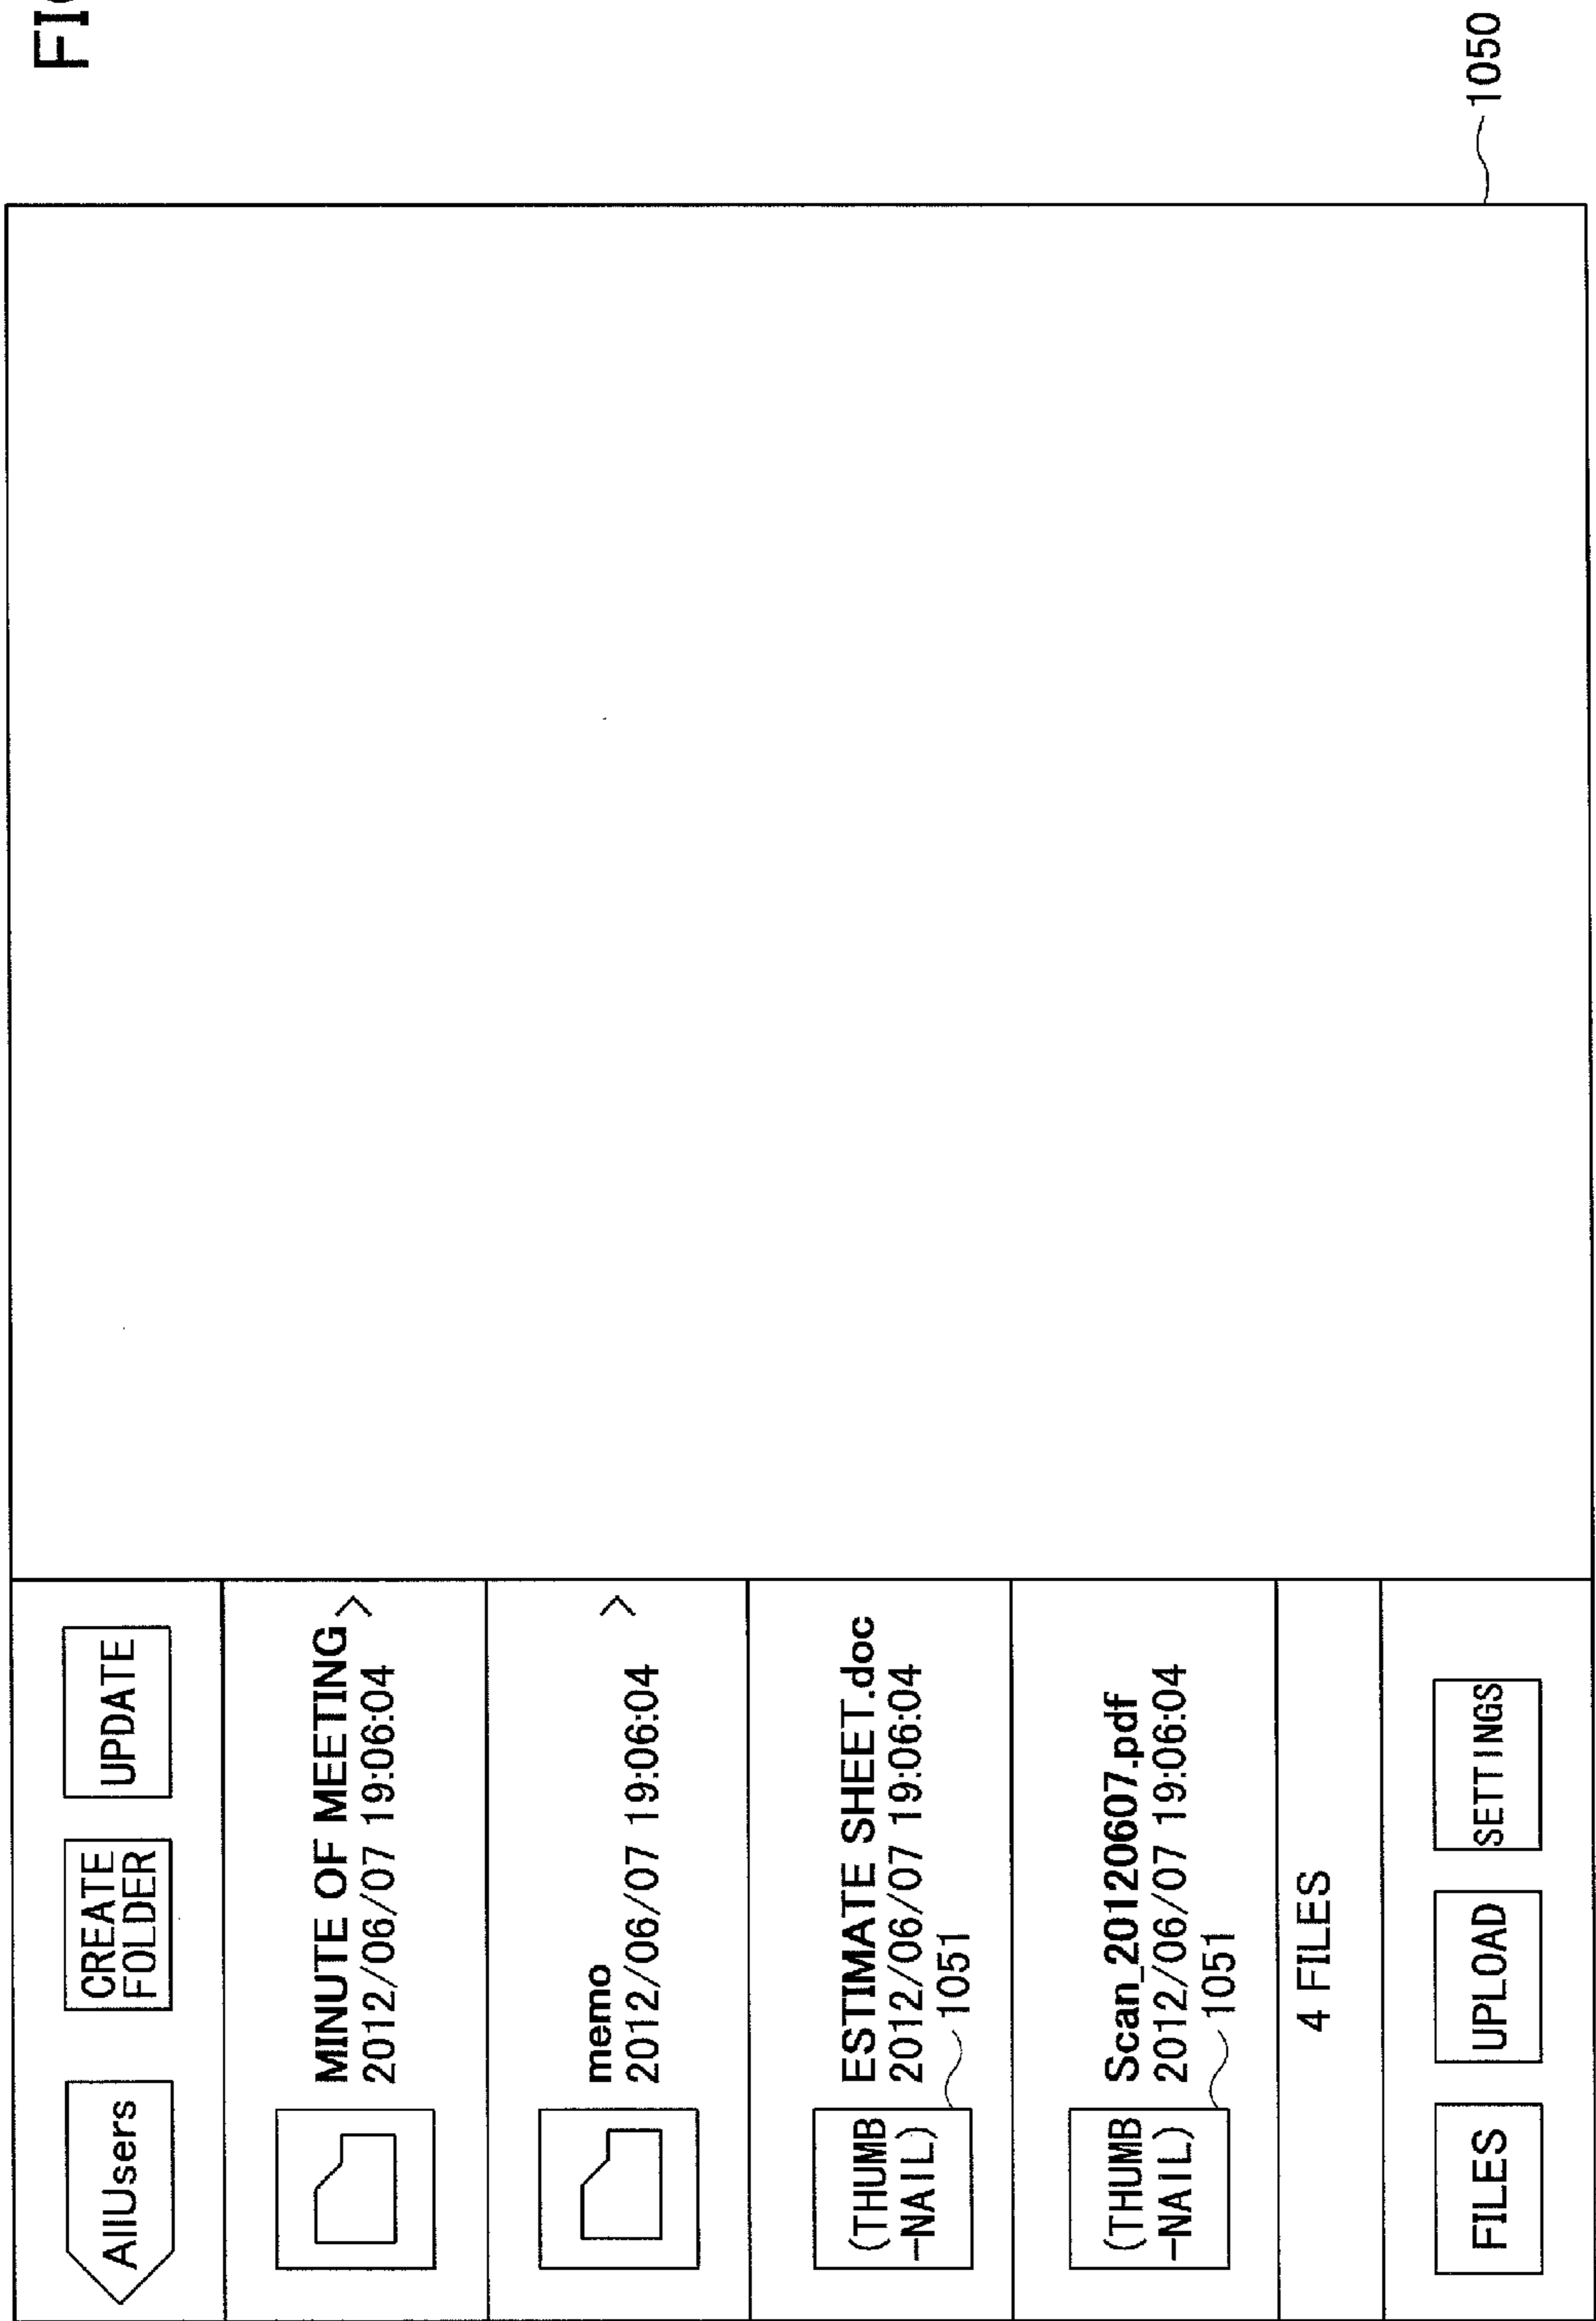 FIG
AllUsers
CREATE
FOLDER
UPDATE
MINUTE OF MEETING >
2012/06/07 19:06:04
memo >
2012/06/07 19:06:04
(THUMB
-NAIL)
ESTIMATE SHEET.doc
2012/06/07 19:06:04
1051
(THUMB
-NAIL)
Scan_20120607.pdf
2012/06/07 19:06:04
1051
4 FILES
FILES
UPLOAD
SETTINGS
1050